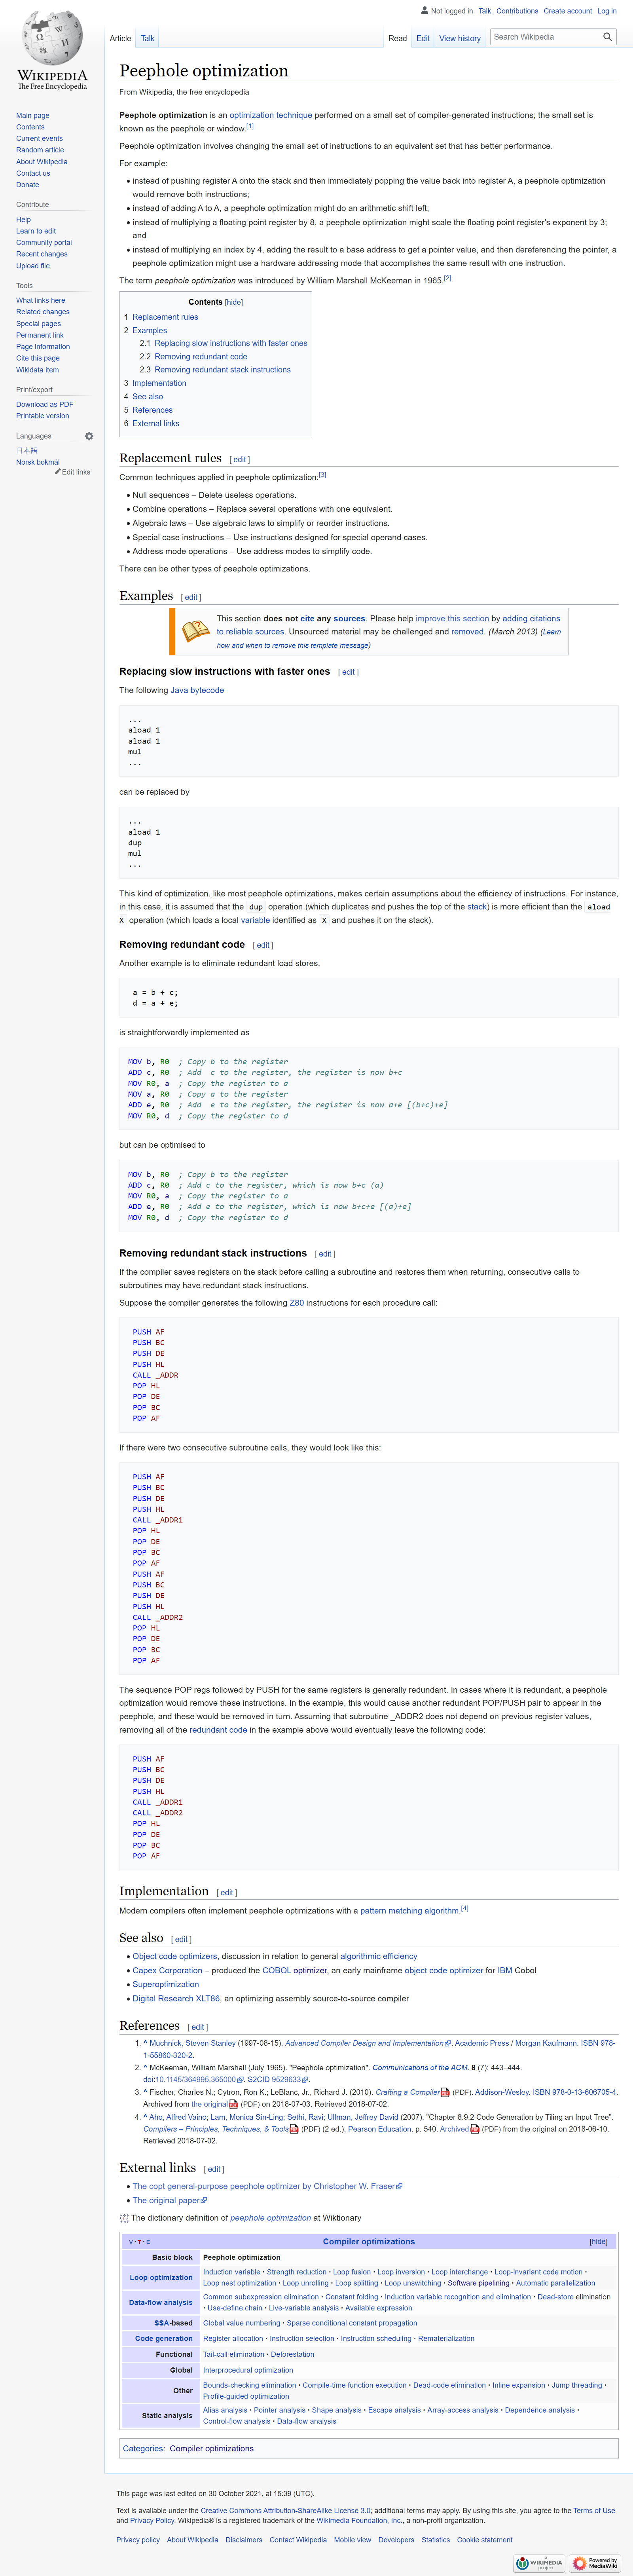 Not logged in Talk Contributions Create account Log in
Article Talk Read Edit View history Search Wikipedia
WIKIPEDIA
The Free Encyclopedia
Main page
Contents
Current events
Random article
About Wikipedia
Contact us
Donate
Contribute
Help
Learn to edit
Community portal
Recent changes
Upload file
Tools
What links here
Related changes
Special pages
Permanent link
Page information
Cite this page
Wikidata item
Print/export
Download as PDF
Printable version
Languages
日本語
Norsk bokmål
Edit links
Peephole optimization
From Wikipedia, the free encyclopedia
Peephole optimization is an optimization technique performed on a small set of compiler-generated instructions; the small set is
known as the peephole or window.[1]
Peephole optimization involves changing the small set of instructions to an equivalent set that has better performance.
For example:
• instead of pushing register A onto the stack and then immediately popping the value back into register A, a peephole optimization
would remove both instructions;
• instead of adding A to A, a peephole optimization might do an arithmetic shift left;
• instead of multiplying a floating point register by 8, a peephole optimization might scale the floating point register's exponent by 3;
and
• instead of multiplying an index by 4, adding the result to a base address to get a pointer value, and then dereferencing the pointer, a
peephole optimization might use a hardware addressing mode that accomplishes the same result with one instruction.
The term peephole optimization was introduced by William Marshall McKeeman in 1965.[2]
Contents [hide]
1 Replacement rules
2 Examples
2.1 Replacing slow instructions with faster ones
2.2 Removing redundant code
2.3 Removing redundant stack instructions
3 Implementation
4 See also
5 References
6 External links
Replacement rules [ edit ]
Common techniques applied in peephole optimization:[3]
• Null sequences – Delete useless operations.
• Combine operations – Replace several operations with one equivalent.
• Algebraic laws – Use algebraic laws to simplify or reorder instructions.
• Special case instructions – Use instructions designed for special operand cases.
• Address mode operations – Use address modes to simplify code.
There can be other types of peephole optimizations.
Examples [ edit ]
This section does not cite any sources. Please help improve this section by adding citations
to reliable sources. Unsourced material may be challenged and removed. (March 2013) (Learn
how and when to remove this template message)
Replacing slow instructions with faster ones [ edit ]
The following Java bytecode
...
aload 1
aload 1
mul
...
can be replaced by
...
aload 1
dup
mul
...
This kind of optimization, like most peephole optimizations, makes certain assumptions about the efficiency of instructions. For instance,
in this case, it is assumed that the dup operation (which duplicates and pushes the top of the stack) is more efficient than the aload
X operation (which loads a local variable identified as X and pushes it on the stack).
Removing redundant code [ edit ]
Another example is to eliminate redundant load stores.
a = b + c;
d = a + e;
is straightforwardly implemented as
MOV b, R0 ; Copy b to the register
ADD c, R0 ; Add c to the register, the register is now b+c
MOV R0, a ; Copy the register to a
MOV a, R0 ; Copy a to the register
ADD e, R0 ; Add e to the register, the register is now a+e [(b+c)+e]
MOV R0, d ; Copy the register to d
but can be optimised to
MOV b, R0 ; Copy b to the register
ADD c, R0 ; Add c to the register, which is now b+c (a)
MOV R0, a ; Copy the register to a
ADD e, R0 ; Add e to the register, which is now b+c+e [(a)+e]
MOV R0, d ; Copy the register to d
Removing redundant stack instructions [ edit ]
If the compiler saves registers on the stack before calling a subroutine and restores them when returning, consecutive calls to
subroutines may have redundant stack instructions.
Suppose the compiler generates the following Z80 instructions for each procedure call:
PUSH AF
PUSH BC
PUSH DE
PUSH HL
CALL _ADDR
POP HL
POP DE
POP BC
POP AF
If there were two consecutive subroutine calls, they would look like this:
PUSH AF
PUSH BC
PUSH DE
PUSH HL
CALL _ADDR1
POP HL
POP DE
POP BC
POP AF
PUSH AF
PUSH BC
PUSH DE
PUSH HL
CALL _ADDR2
POP HL
POP DE
POP BC
POP AF
The sequence POP regs followed by PUSH for the same registers is generally redundant. In cases where it is redundant, a peephole
optimization would remove these instructions. In the example, this would cause another redundant POP/PUSH pair to appear in the
peephole, and these would be removed in turn. Assuming that subroutine _ADDR2 does not depend on previous register values,
removing all of the redundant code in the example above would eventually leave the following code:
PUSH AF
PUSH BC
PUSH DE
PUSH HL
CALL _ADDR1
CALL _ADDR2
POP HL
POP DE
POP BC
POP AF
Implementation [ edit ]
Modern compilers often implement peephole optimizations with a pattern matching algorithm.[4]
See also [ edit ]
• Object code optimizers, discussion in relation to general algorithmic efficiency
• Capex Corporation – produced the COBOL optimizer, an early mainframe object code optimizer for IBM Cobol
• Superoptimization
• Digital Research XLT86, an optimizing assembly source-to-source compiler
References [ edit ]
1. ^ Muchnick, Steven Stanley (1997-08-15). Advanced Compiler Design and Implementation. Academic Press / Morgan Kaufmann. ISBN 978-
1-55860-320-2.
2. ^ McKeeman, William Marshall (July 1965). "Peephole optimization". Communications of the ACM. 8 (7): 443–444.
doi:10.1145/364995.365000. S2CID 9529633.
3. ^ Fischer, Charles N.; Cytron, Ron K.; LeBlanc, Jr., Richard J. (2010). Crafting a Compiler (PDF). Addison-Wesley. ISBN 978-0-13-606705-4.
Archived from the original (PDF) on 2018-07-03. Retrieved 2018-07-02.
4. ^ Aho, Alfred Vaino; Lam, Monica Sin-Ling; Sethi, Ravi; Ullman, Jeffrey David (2007). "Chapter 8.9.2 Code Generation by Tiling an Input Tree".
Compilers – Principles, Techniques, & Tools (PDF) (2 ed.). Pearson Education. p. 540. Archived (PDF) from the original on 2018-06-10.
Retrieved 2018-07-02.
External links [ edit ]
• The copt general-purpose peephole optimizer by Christopher W. Fraser
• The original paper
The dictionary definition of peephole optimization at Wiktionary
V · T · E Compiler optimizations [hide]
Basic block Peephole optimization
Loop optimization Induction variable · Strength reduction · Loop fusion · Loop inversion · Loop interchange · Loop-invariant code motion ·
Loop nest optimization · Loop unrolling · Loop splitting · Loop unswitching · Software pipelining · Automatic parallelization
Data-flow analysis Common subexpression elimination · Constant folding · Induction variable recognition and elimination · Dead-store elimination
· Use-define chain · Live-variable analysis · Available expression
SSA-based Global value numbering · Sparse conditional constant propagation
Code generation Register allocation · Instruction selection · Instruction scheduling · Rematerialization
Functional Tail-call elimination · Deforestation
Global Interprocedural optimization
Other Bounds-checking elimination · Compile-time function execution · Dead-code elimination · Inline expansion · Jump threading ·
Profile-guided optimization
Static analysis Alias analysis · Pointer analysis · Shape analysis · Escape analysis · Array-access analysis · Dependence analysis ·
Control-flow analysis · Data-flow analysis
Categories: Compiler optimizations
This page was last edited on 30 October 2021, at 15:39 (UTC).
Text is available under the Creative Commons Attribution-ShareAlike License 3.0; additional terms may apply. By using this site, you agree to the Terms of Use
and Privacy Policy. Wikipedia® is a registered trademark of the Wikimedia Foundation, Inc., a non-profit organization.
Privacy policy About Wikipedia Disclaimers Contact Wikipedia Mobile view Developers Statistics Cookie statement
A WIKIMEDIA project Powered by MediaWiki